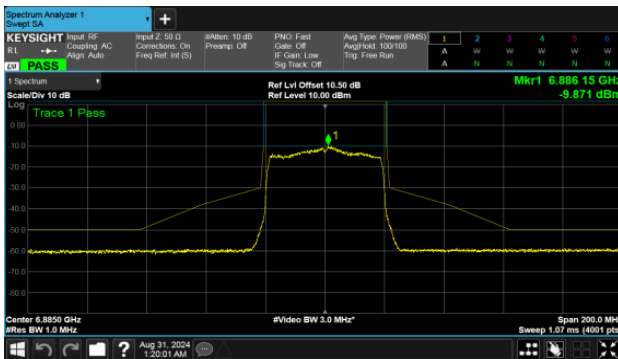 Spectrum Analyzer 1
Swept SA
+
KEYSIGHT
RL
LXI PASS
Input: RF
Coupling: AC
Align: Auto
Input Z: 50 Ω
Corrections: On
Freq Ref: Int (S)
#Atten: 10 dB
Preamp: Off
PNO: Fast
Gate: Off
IF Gain: Low
Sig Track: Off
Avg Type: Power (RMS)
Avg|Hold: 100/100
Trig: Free Run
1 2 3 4 5 6
A W W W W W
A N N N N N
1 Spectrum
Scale/Div 10 dB
Ref Lvl Offset 10.50 dB
Ref Level 10.00 dBm
Mkr1 6.886 15 GHz
-9.871 dBm
Log
Trace 1 Pass
1
0.00
-10.0
-20.0
-30.0
-40.0
-50.0
-60.0
-70.0
-80.0
Center 6.8850 GHz
#Res BW 1.0 MHz
#Video BW 3.0 MHz*
Span 200.0 MHz
Sweep 1.07 ms (4001 pts)
?
Aug 31, 2024
1:20:01 AM